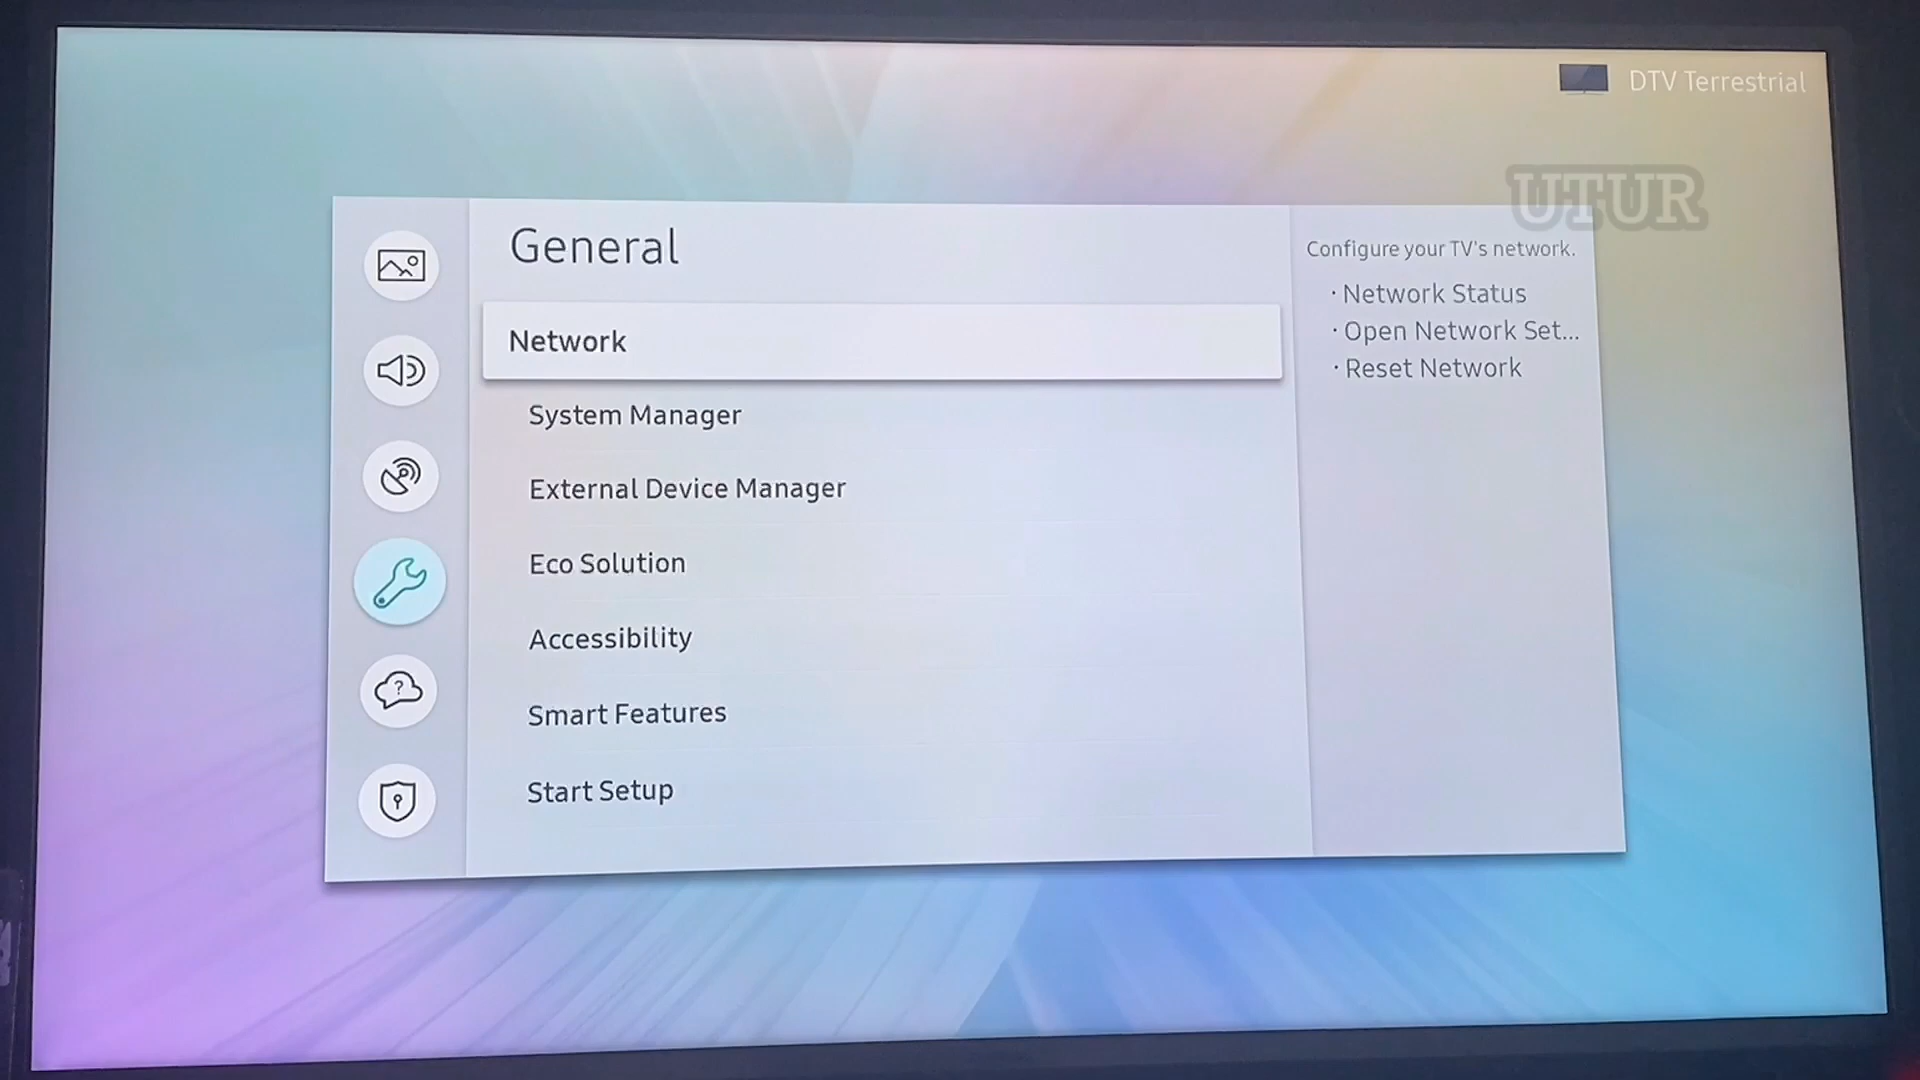 DTV Terrestrial
UTUR
General
Network
System Manager
External Device Manager
Eco Solution
Accessibility
Smart Features
Start Setup
Configure your TV's network.
· Network Status
· Open Network Set...
· Reset Network
?